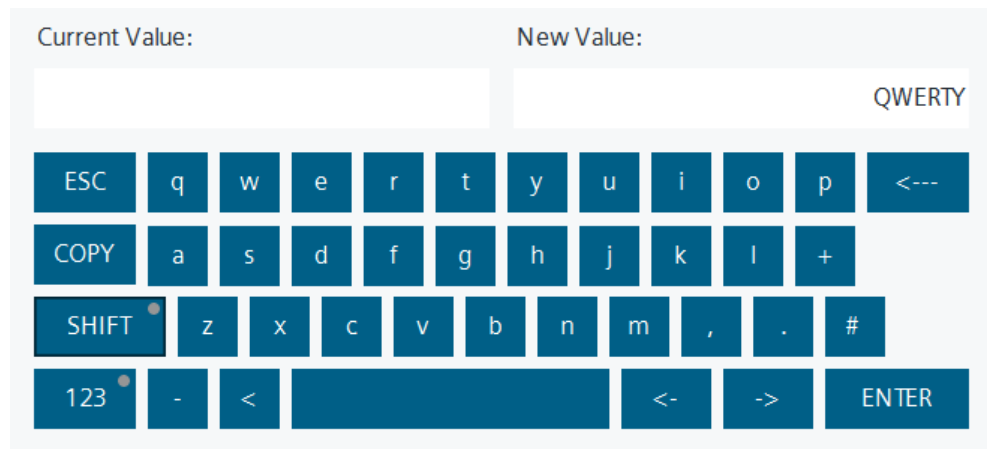 Current Value: New Value:
QWERTY
ESC q w e r t y u i o p <---
COPY a s d f g h j k l +
SHIFT z x c v b n m , . #
123 - < <- -> ENTER